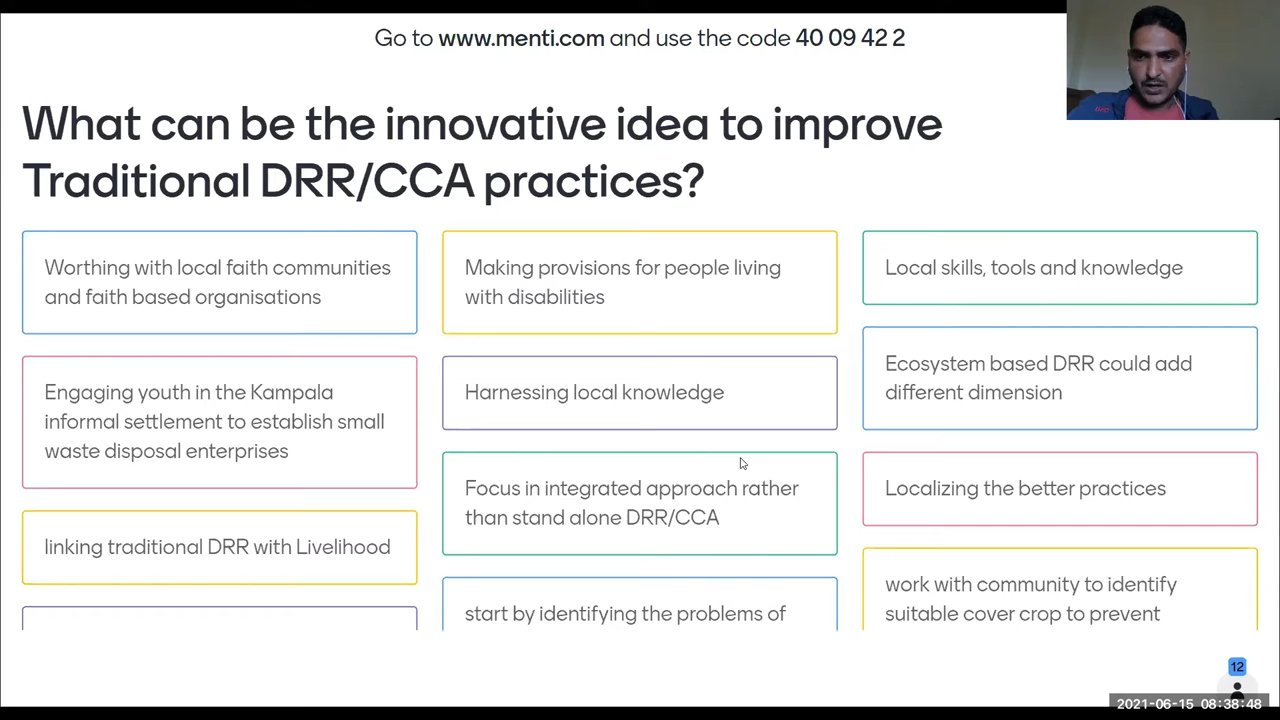 Go to www.menti.com and use the code 40 09 42 2
What can be the innovative idea to improve
Traditional DRR/CCA practices?
Worthing with local faith communities
and faith based organisations
Engaging youth in the Kampala
informal settlement to establish small
waste disposal enterprises
linking traditional DRR with Livelihood
Making provisions for people living
with disabilities
Harnessing local knowledge
Focus in integrated approach rather
than stand alone DRR/CCA
start by identifying the problems of
Local skills, tools and knowledge
Ecosystem based DRR could add
different dimension
Localizing the better practices
work with community to identify
suitable cover crop to prevent
12
2021-06-15 08:38:48